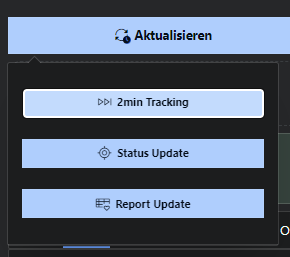 Aktualisieren
2min Tracking
Status Update
Report Update
O